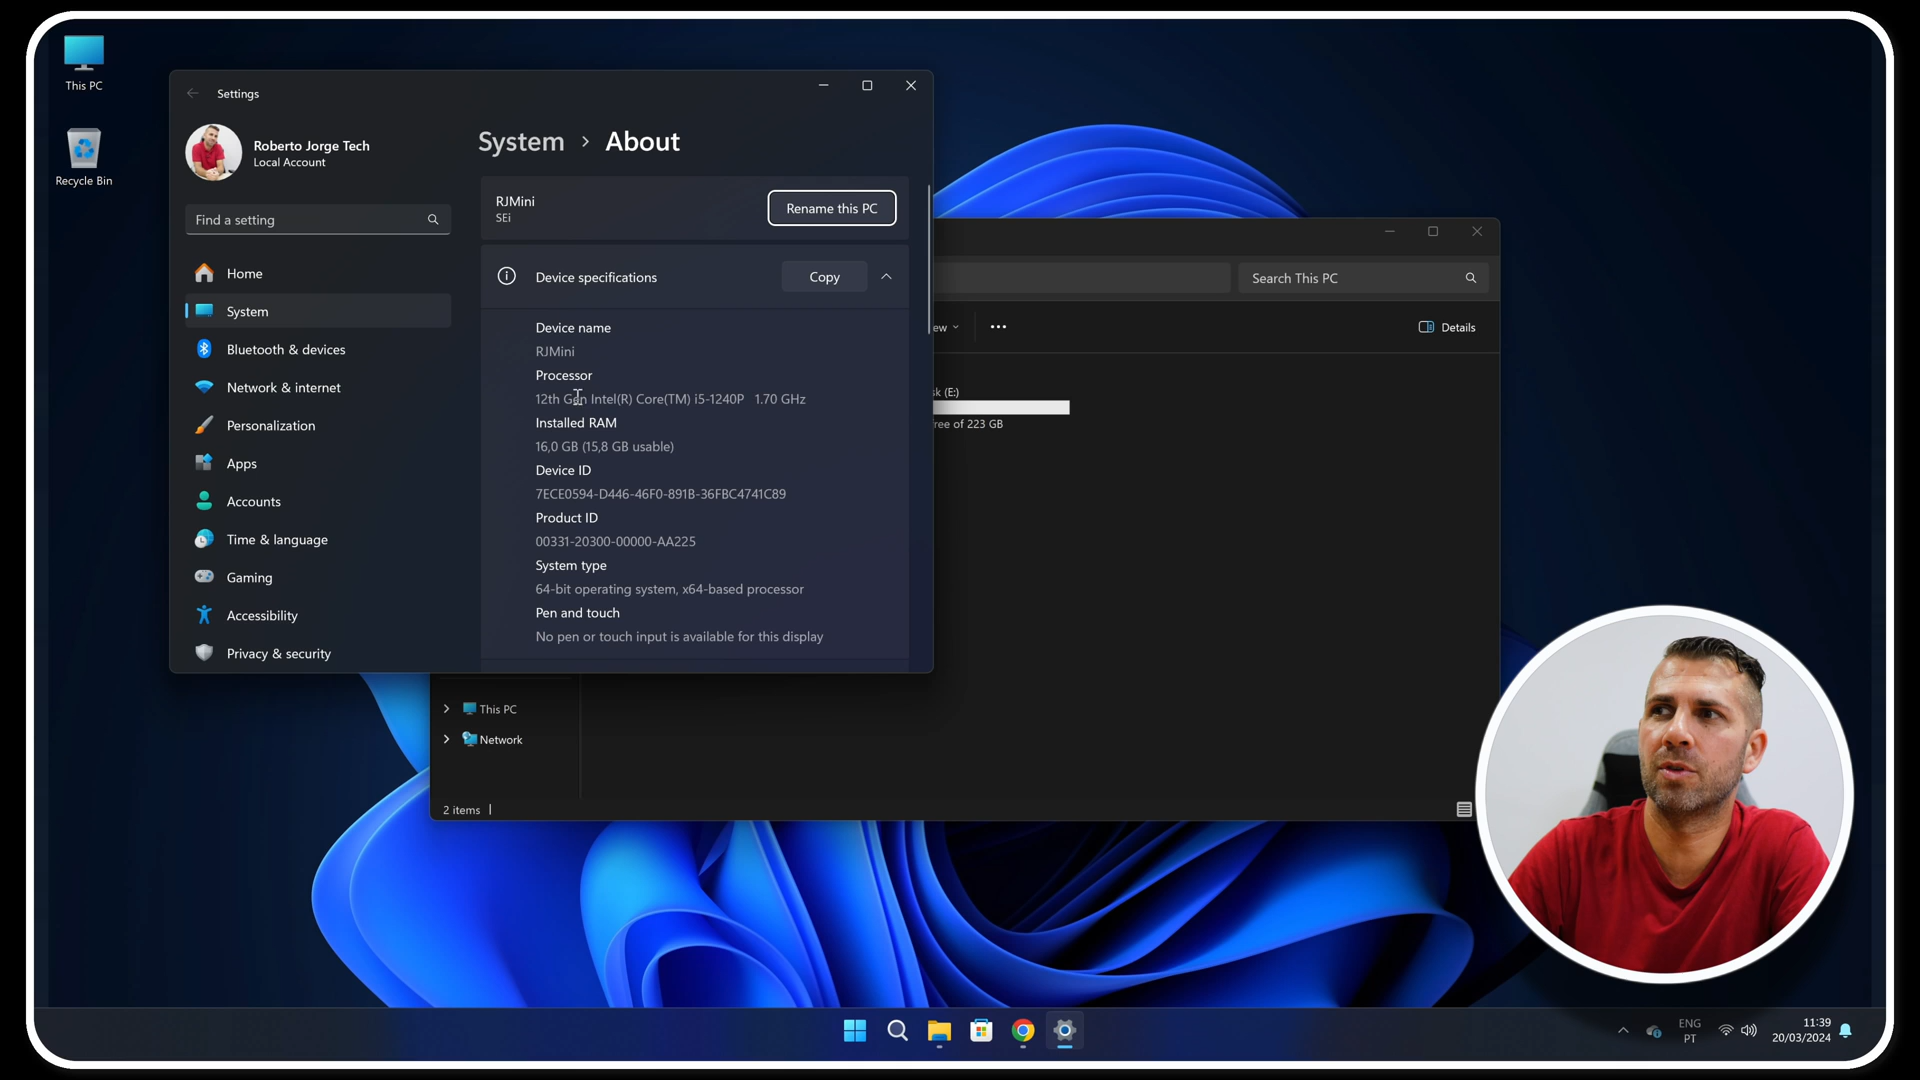 This PC
Recycle Bin
Settings
Roberto Jorge Tech
Local Account
Find a setting
Home
System
Bluetooth & devices
Network & internet
Personalization
Apps
Accounts
Time & language
Gaming
Accessibility
Privacy & security
System > About
RJMini
SEi
Rename this PC
Device specifications
Copy
Device name
RJMini
Processor
12th Gen Intel(R) Core(TM) i5-1240P 1.70 GHz
Installed RAM
16,0 GB (15,8 GB usable)
Device ID
7ECE0594-D446-46F0-891B-36FBC4741C89
Product ID
00331-20300-00000-AA225
System type
64-bit operating system, x64-based processor
Pen and touch
No pen or touch input is available for this display
Search This PC
ew
Details
sk (E:)
ree of 223 GB
This PC
Network
2 items
ENG
PT
11:39
20/03/2024